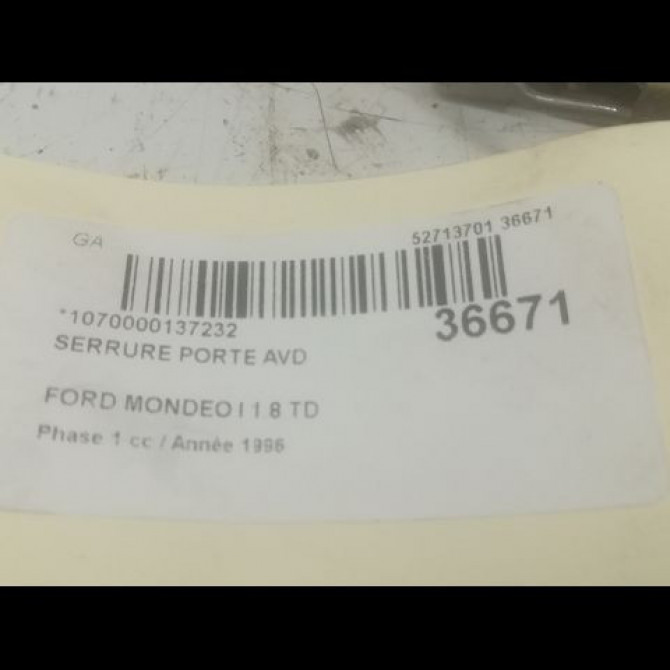 GA 52713701 36671
*1070000137232 36671
SERRURE PORTE AVD
FORD MONDEO I 1 8 TD
Phase 1 cc / Année 1996